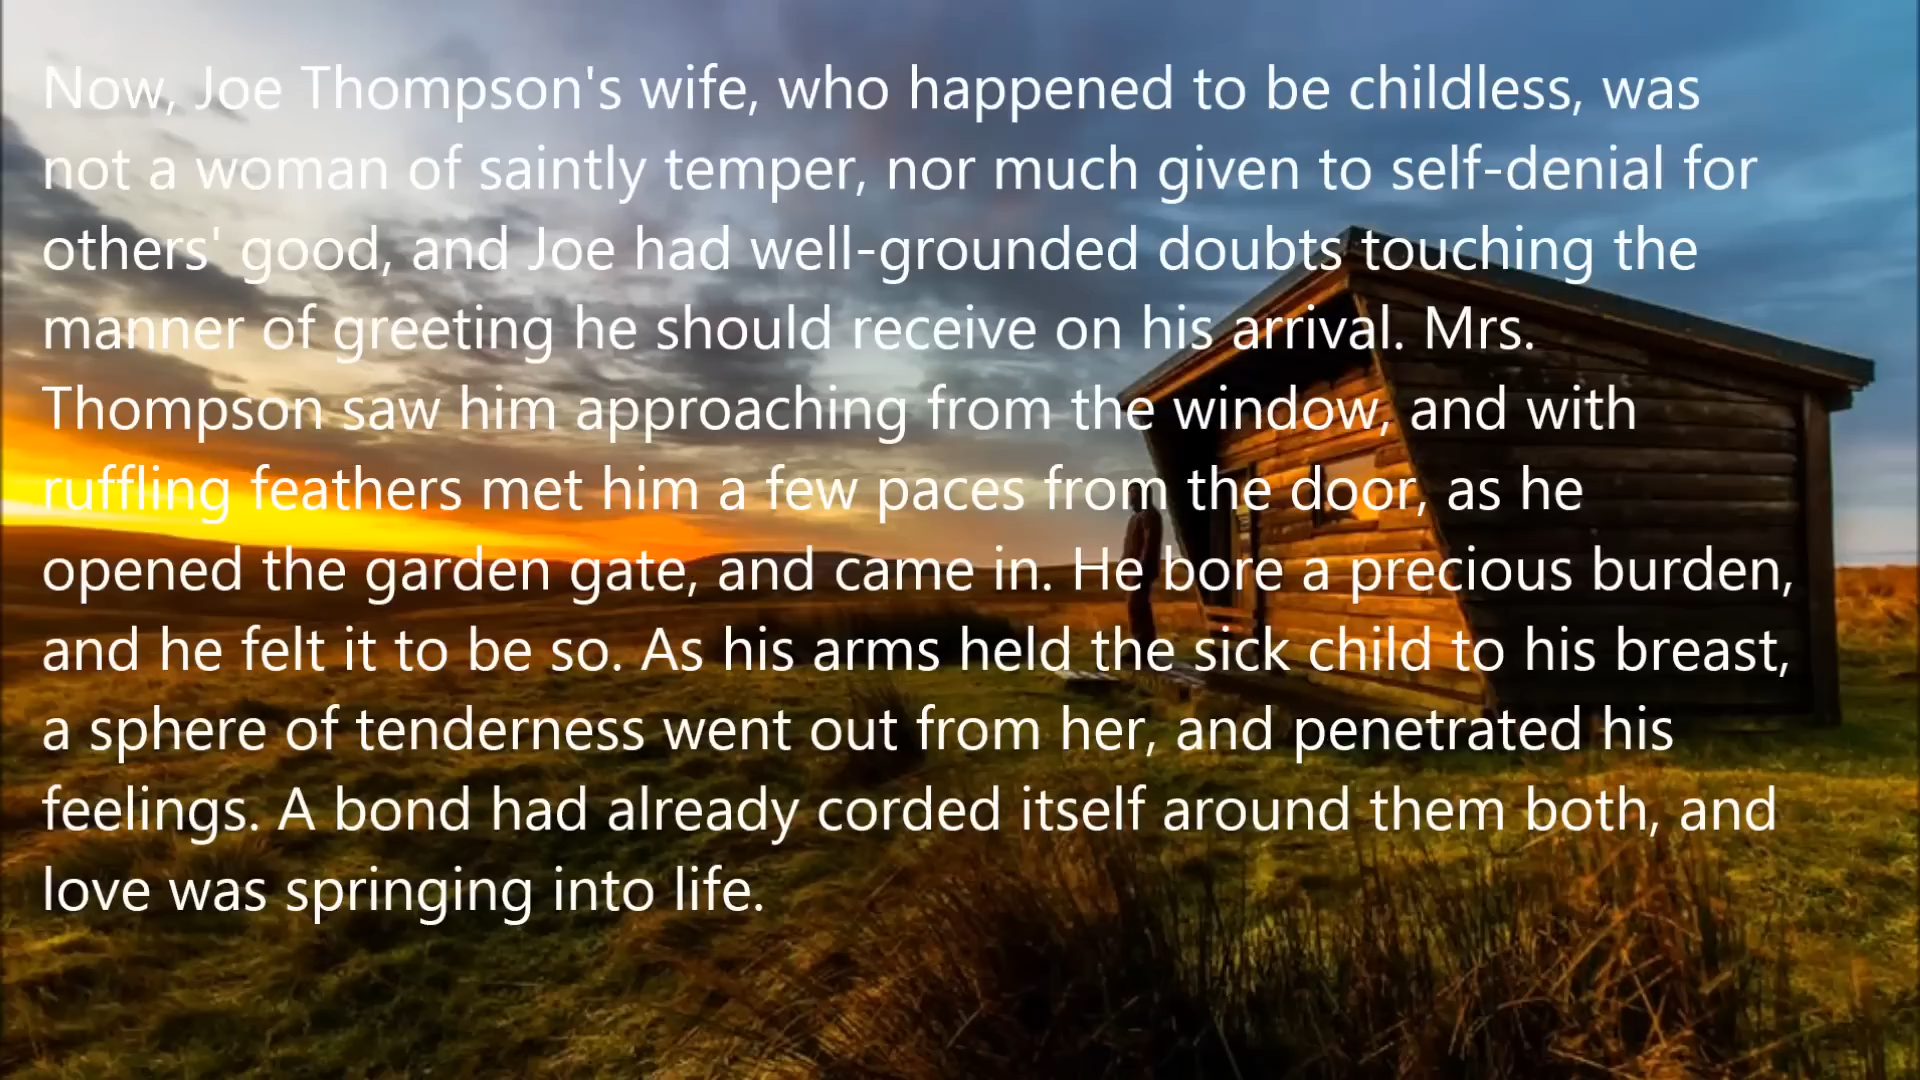 Now, Joe Thompson's wife, who happened to be childless, was
not a woman of saintly temper, nor much given to self-denial for
others' good, and Joe had well-grounded doubts touching the
manner of greeting he should receive on his arrival. Mrs.
Thompson saw him approaching from the window, and with
ruffling feathers met him a few paces from the door, as he
opened the garden gate, and came in. He bore a precious burden,
and he felt it to be so. As his arms held the sick child to his breast,
a sphere of tenderness went out from her, and penetrated his
feelings. A bond had already corded itself around them both, and
love was springing into life.